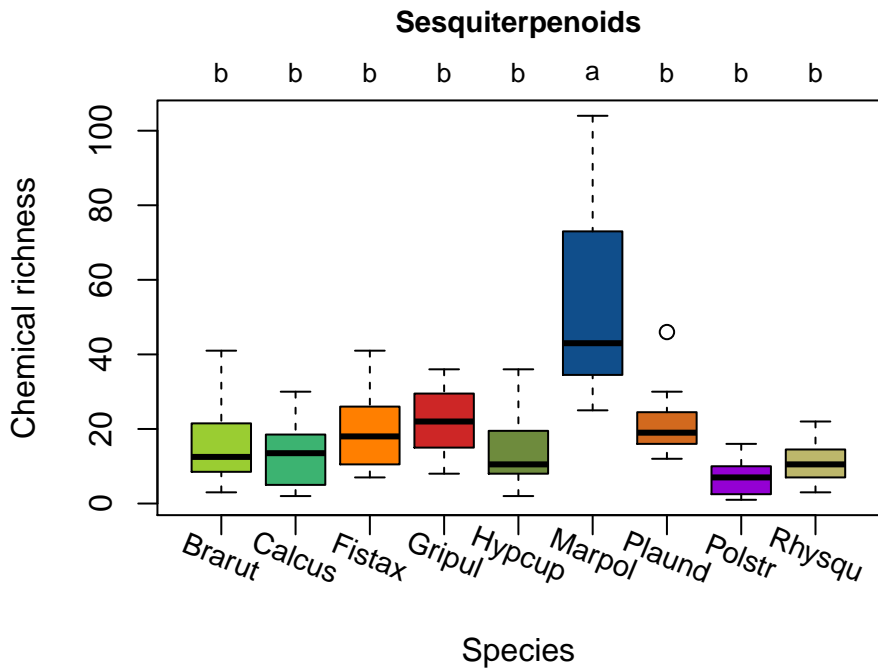 Sesquiterpenoids
b b b b b a b b b
Chemical richness
100
80
60
40
20
0
Brarut Calcus Fistax Gripul Hypcup Marpol Plaund Polstr Rhysqu
Species